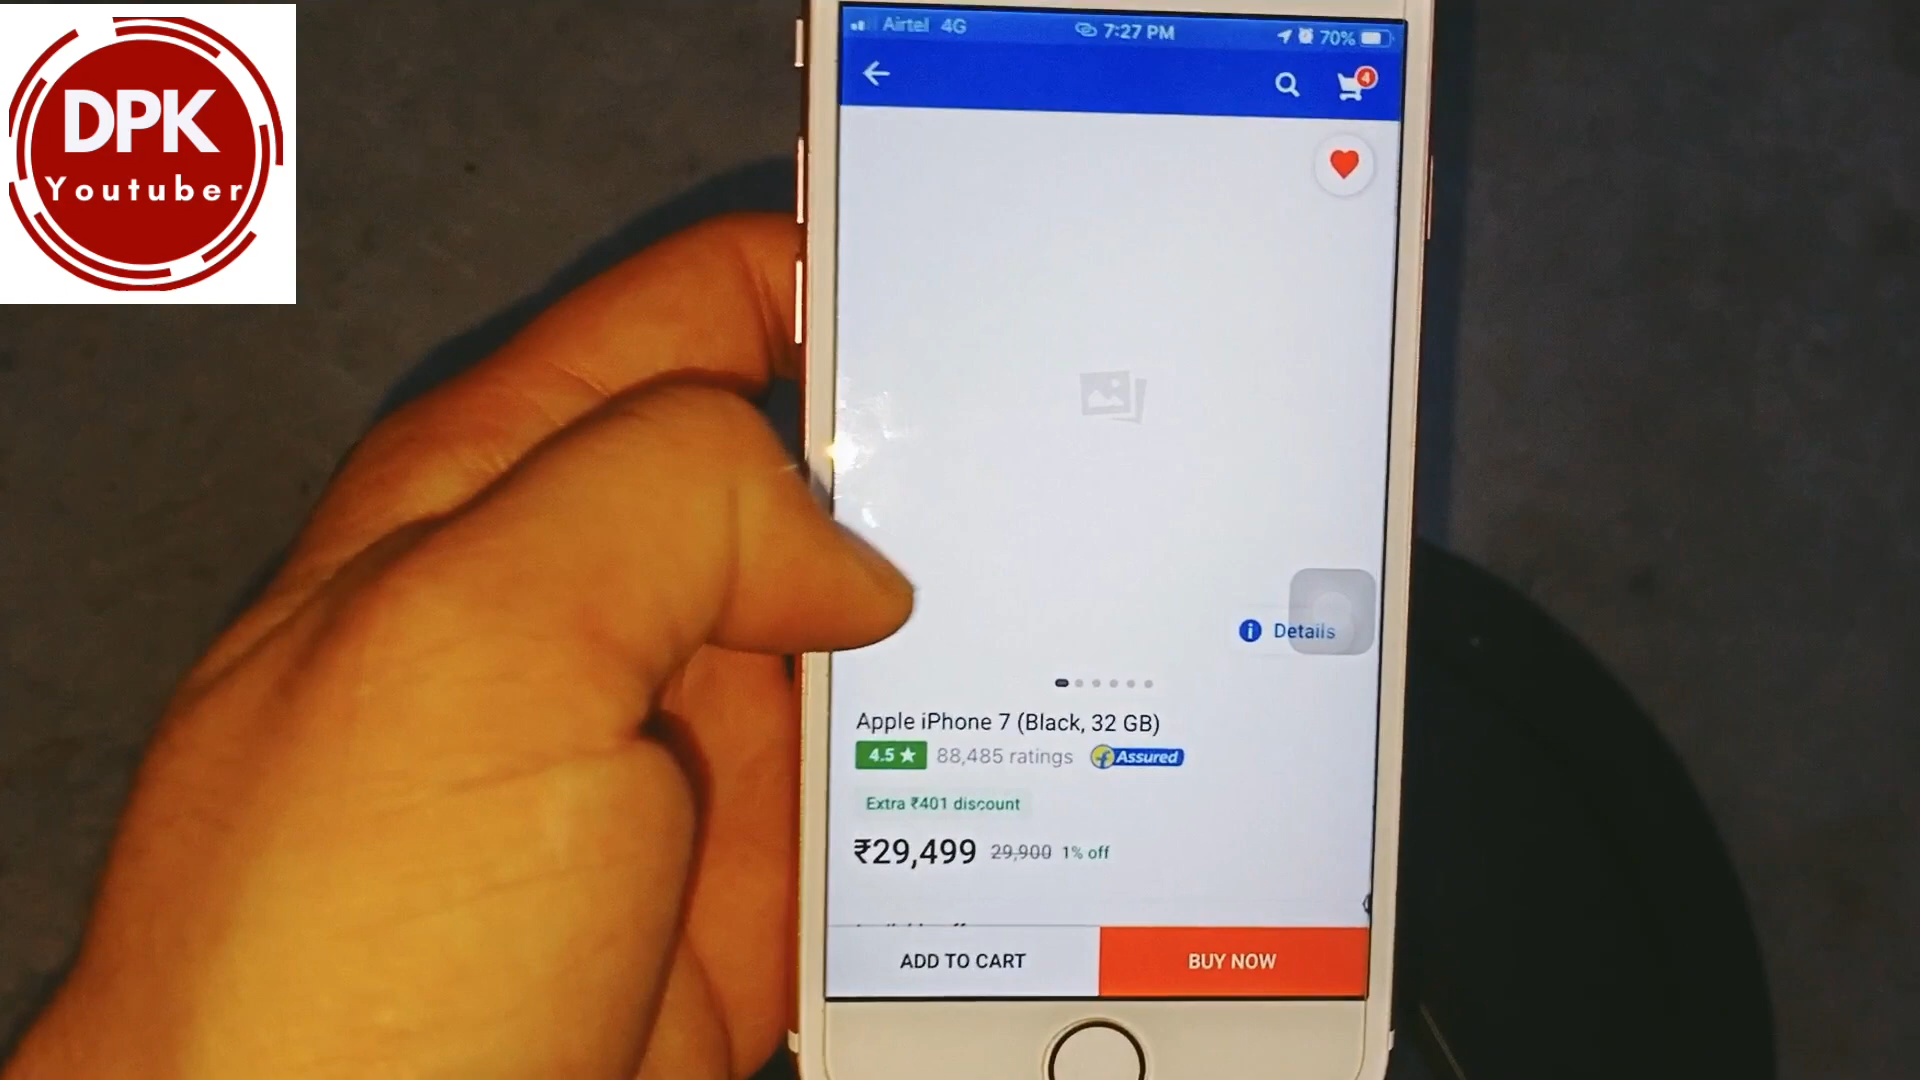 DPK
Youtuber
Airtel 4G 7:27 PM 70%
4
Details
Apple iPhone 7 (Black, 32 GB)
4.5★ 88,485 ratings f Assured
Extra ₹401 discount
₹29,499 29,900 1% off
ADD TO CART BUY NOW